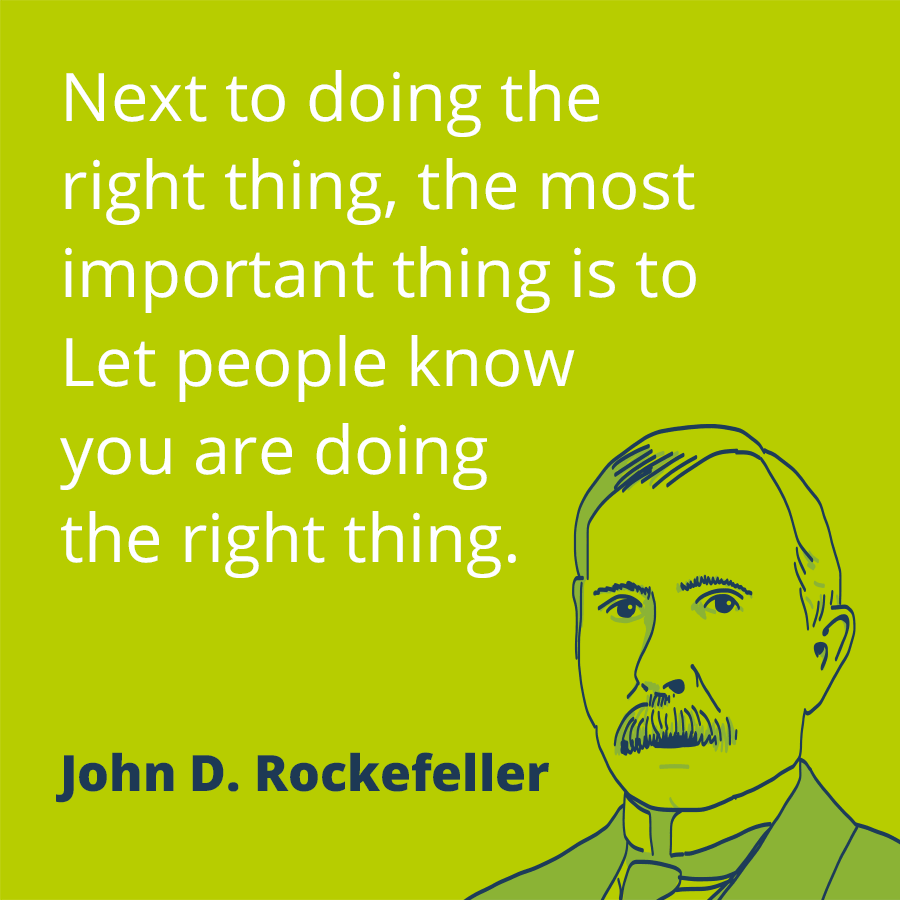 Next to doing the
right thing, the most
important thing is to
Let people know
you are doing
the right thing.
John D. Rockefeller